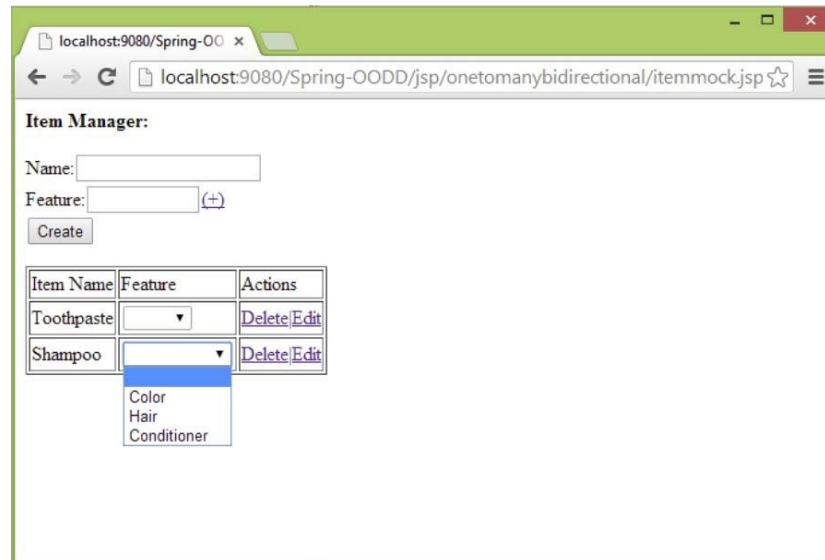 localhost:9080/Spring-OO
localhost:9080/Spring-OODD/jsp/onetomanybidirectional/itemmock.jsp
Item Manager:
Name:
Feature: (+)
Create
Item Name Feature Actions
Toothpaste Delete|Edit
Shampoo Delete|Edit
Color
Hair
Conditioner